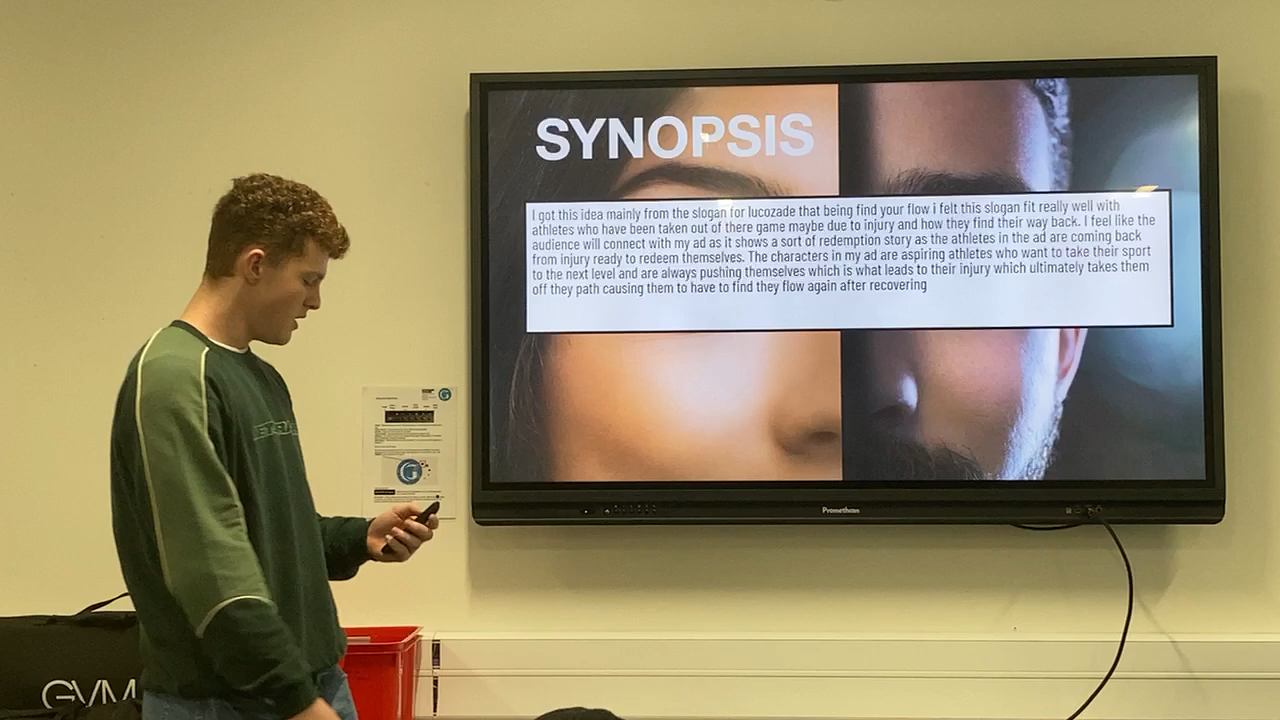 SYNOPSIS
I got this idea mainly from the slogan for lucozade that being find your flow i felt this slogan fit really well with
athletes who have been taken out of there game maybe due to injury and how they find their way back. I feel like the
audience will connect with my ad as it shows a sort of redemption story as the athletes in the ad are coming back
from injury ready to redeem themselves. The characters in my ad are aspiring athletes who want to take their sport
to the next level and are always pushing themselves which is what leads to their injury which ultimately takes them
off they path causing them to have to find they flow again after recovering
Promethean
GVM